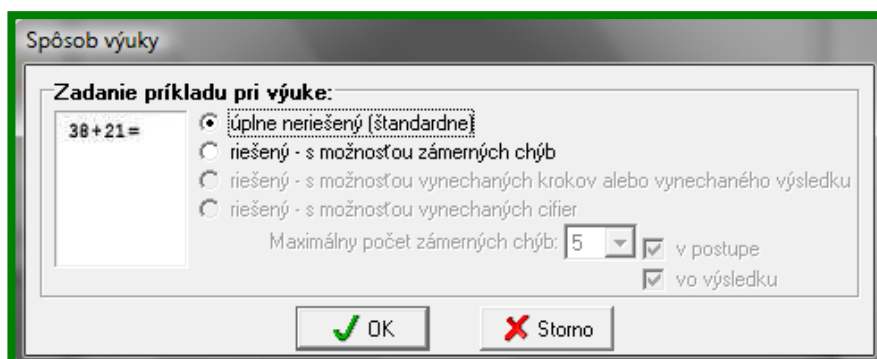 Spôsob výuky
Zadanie príkladu pri výuke:
38+21=
úplne neriešený (štandardne)
riešený - s možnosťou zámerných chýb
riešený - s možnosťou vynechaných krokov alebo vynechaného výsledku
riešený - s možnosťou vynechaných cifier
Maximálny počet zámerných chýb: 5
v postupe
vo výsledku
OK
Storno